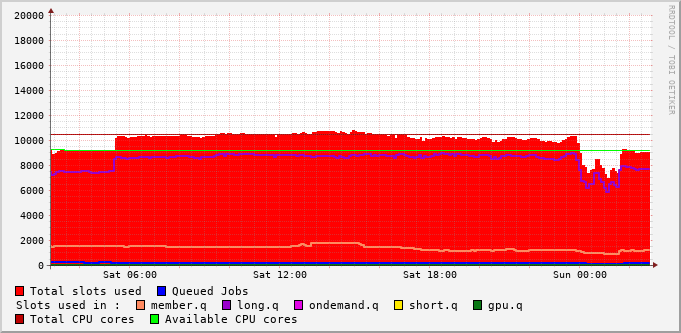 20000
18000
16000
14000
12000
10000
8000
6000
4000
2000
0
Sat 06:00 Sat 12:00 Sat 18:00 Sun 00:00
RRDTOOL / TOBI OETIKER
Total slots used Queued Jobs
Slots used in : member.q long.q ondemand.q short.q gpu.q
Total CPU cores Available CPU cores